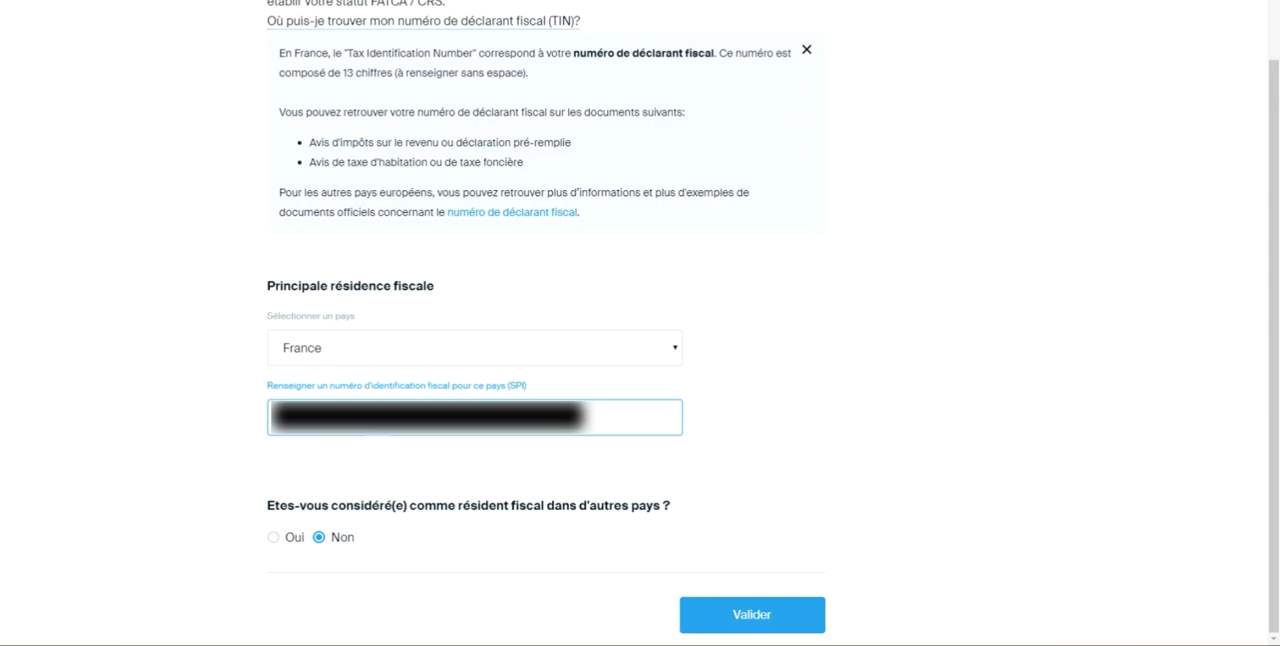 établir votre statut FATCA / CRS.
Où puis-je trouver mon numéro de déclarant fiscal (TIN)?
En France, le "Tax Identification Number" correspond à votre numéro de déclarant fiscal. Ce numéro est
composé de 13 chiffres (à renseigner sans espace).
Vous pouvez retrouver votre numéro de déclarant fiscal sur les documents suivants:
• Avis d'impôts sur le revenu ou déclaration pré-remplie
• Avis de taxe d'habitation ou de taxe foncière
Pour les autres pays européens, vous pouvez retrouver plus d'informations et plus d'exemples de
documents officiels concernant le numéro de déclarant fiscal.
Principale résidence fiscale
Sélectionner un pays
France
Renseigner un numéro d'identification fiscal pour ce pays (SPI)
Etes-vous considéré(e) comme résident fiscal dans d'autres pays ?
Oui Non
Valider